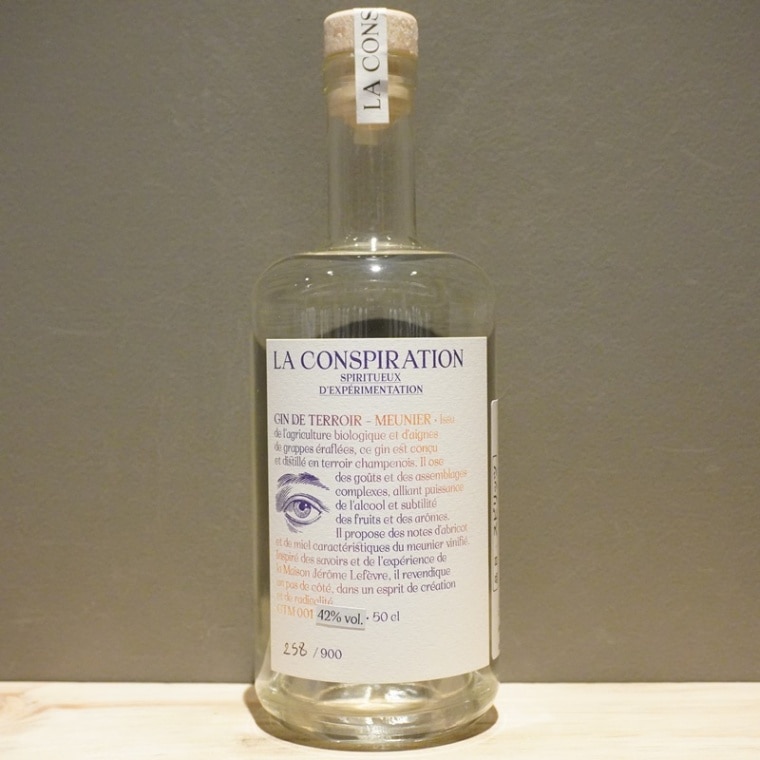 LA CONS
LA CONSPIRATION
SPIRITUEUX
D'EXPÉRIMENTATION
GIN DE TERROIR – MEUNIER • Issu
de l'agriculture biologique et d'aignes
de grappes éraflées, ce gin est conçu
et distillé en terroir champenois. Il ose
des goûts et des assemblages
complexes, alliant puissance
de l'alcool et subtilité
des fruits et des arômes.
Il propose des notes d'abricot
et de miel caractéristiques du meunier vinifié.
Inspiré des savoirs et de l'expérience de
la Maison Jérôme Lefèvre, il revendique
un pas de côté, dans un esprit de création
et de radicalité.
GTM 001 42% vol. • 50 cl
258 / 900